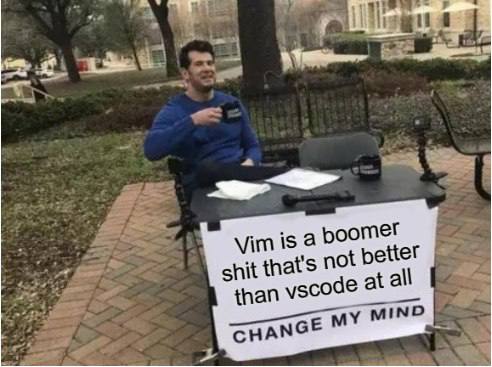 Vim is a boomer
shit that's not better
than vscode at all
CHANGE MY MIND